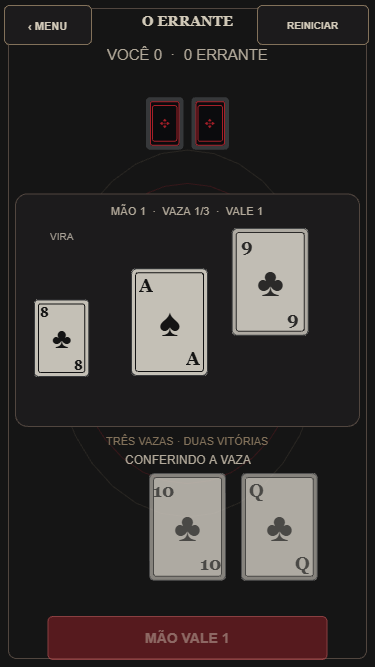 ‹ MENU
O ERRANTE
REINICIAR
VOCÊ 0 · 0 ERRANTE
MÃO 1 · VAZA 1/3 · VALE 1
VIRA
8
8
A
A
9
9
TRÊS VAZAS · DUAS VITÓRIAS
CONFERINDO A VAZA
10
10
Q
Q
MÃO VALE 1